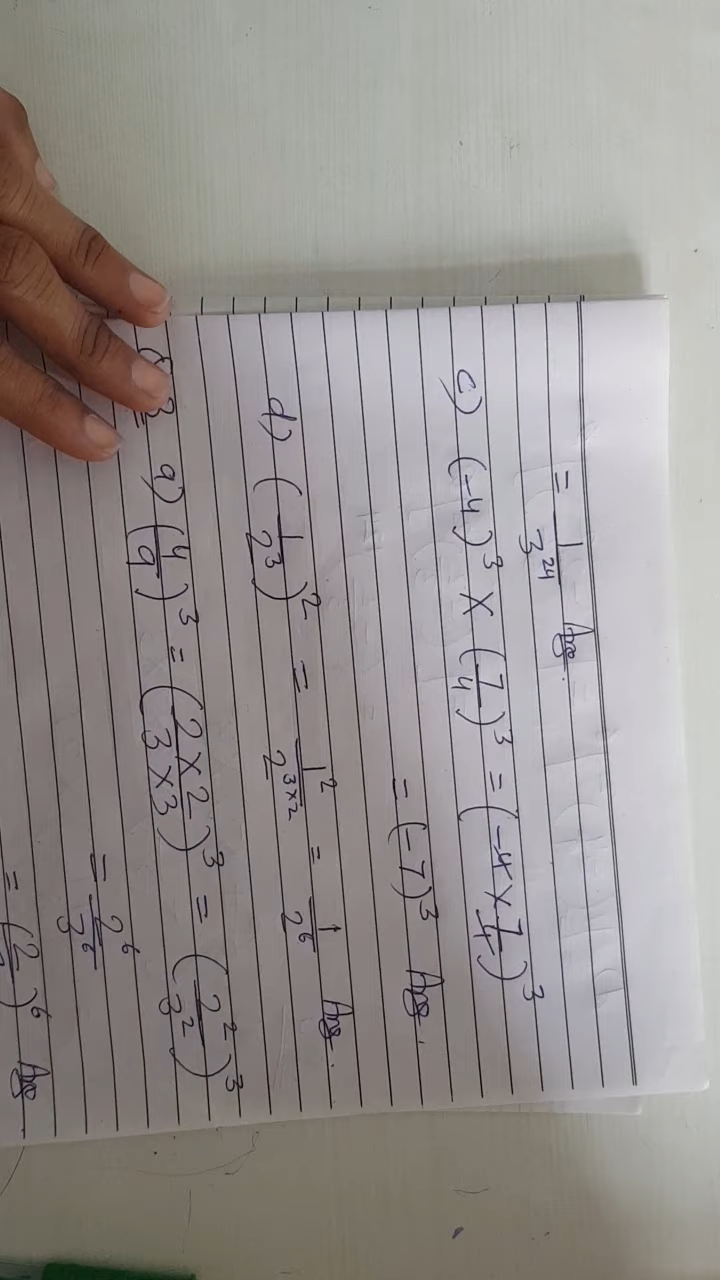 = 1/3^24 Ans.
c) (-4)^3 × (7/4)^3 = (-4 × 7/4)^3
= (-7)^3 Ans.
d) (1/2^3)^2 = 1^2/2^3×2 = 1/2^6 Ans.
a) (4/9)^3 = (2×2/3×3)^3 = (2^2/3^2)^3
= 2^6/3^6
= (2/)^6 Ans